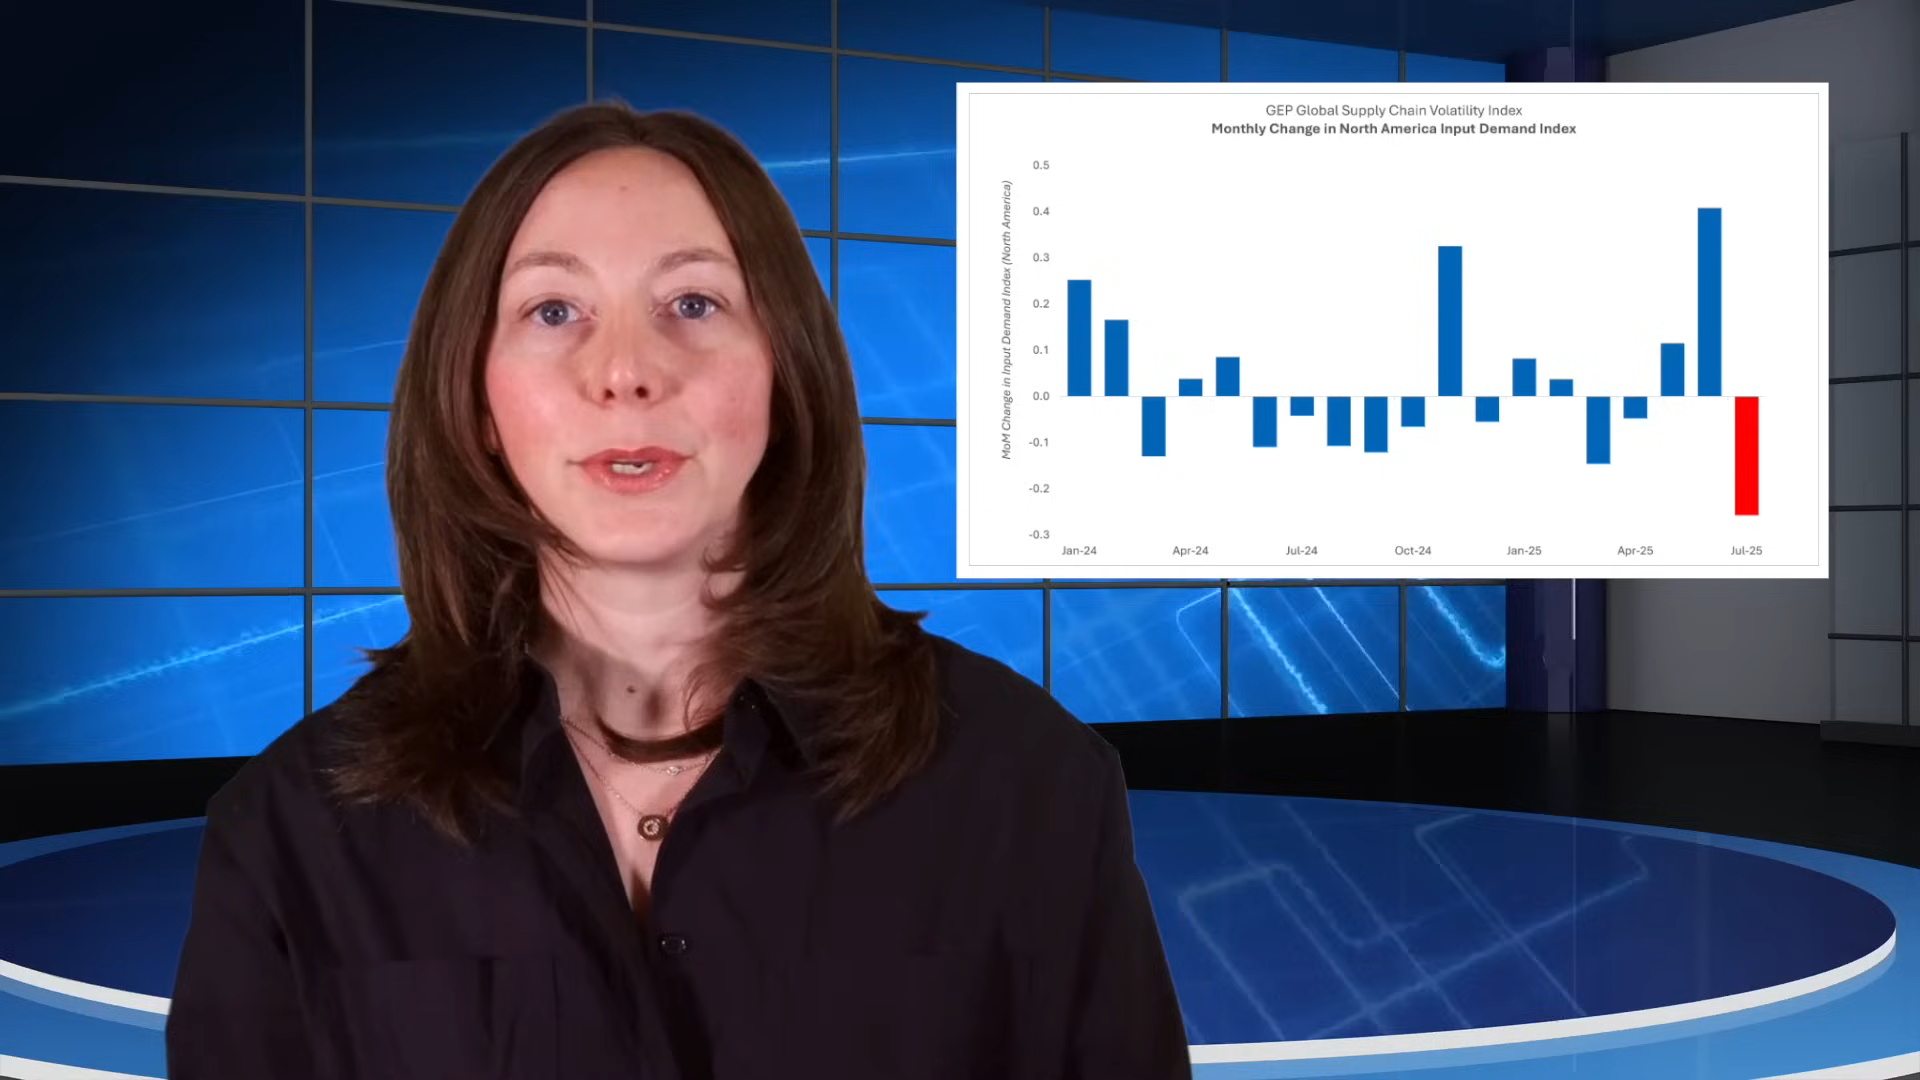 GEP Global Supply Chain Volatility Index
Monthly Change in North America Input Demand Index
MoM Change in Input Demand Index (North America)
0.5
0.4
0.3
0.2
0.1
0.0
-0.1
-0.2
-0.3
Jan-24 Apr-24 Jul-24 Oct-24 Jan-25 Apr-25 Jul-25